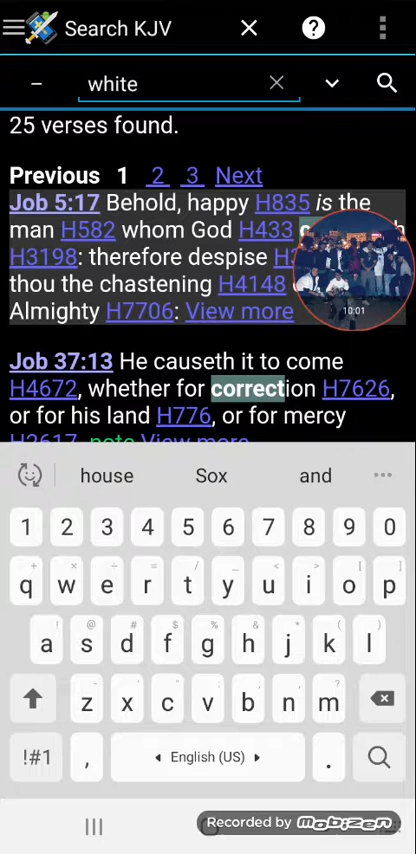 Search KJV
white
25 verses found.
Previous 1 2 3 Next
Job 5:17 Behold, happy H835 is the
man H582 whom God H433
H3198: therefore despise
thou the chastening H4148
Almighty H7706: View more
10:01
Job 37:13 He causeth it to come
H4672, whether for correction H7626,
or for his land H776, or for mercy
H2617. note View more
house Sox and
1 2 3 4 5 6 7 8 9 0
+ × ÷ = / _ < > [ ]
q w e r t y u i o p
! @ # $ % ^ & * ( )
a s d f g h j k l
- ' " : ; , ?
z x c v b n m
!#1 , English (US) .
Recorded by MOBIZEN